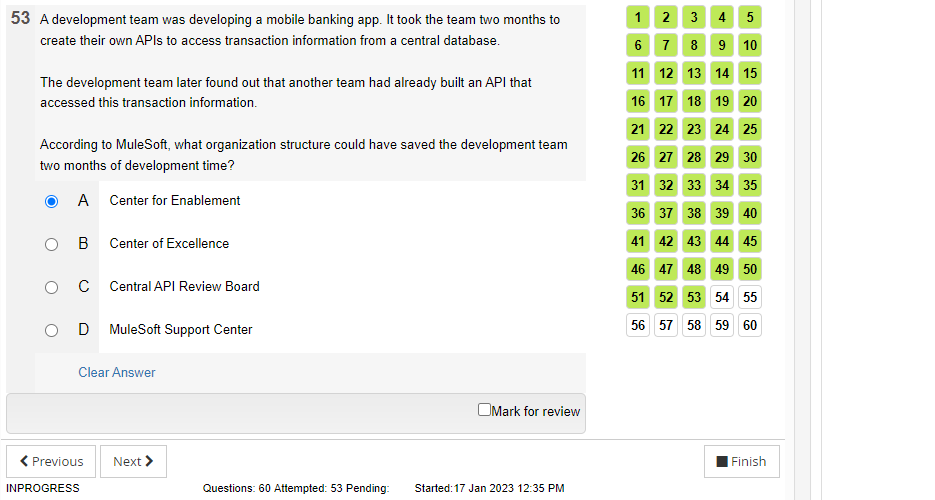 53 A development team was developing a mobile banking app. It took the team two months to
create their own APIs to access transaction information from a central database.
The development team later found out that another team had already built an API that
accessed this transaction information.
According to MuleSoft, what organization structure could have saved the development team
two months of development time?
A Center for Enablement
B Center of Excellence
C Central API Review Board
D MuleSoft Support Center
Clear Answer
Mark for review
Previous Next Finish
INPROGRESS Questions: 60 Attempted: 53 Pending: Started:17 Jan 2023 12:35 PM
1 2 3 4 5
6 7 8 9 10
11 12 13 14 15
16 17 18 19 20
21 22 23 24 25
26 27 28 29 30
31 32 33 34 35
36 37 38 39 40
41 42 43 44 45
46 47 48 49 50
51 52 53 54 55
56 57 58 59 60